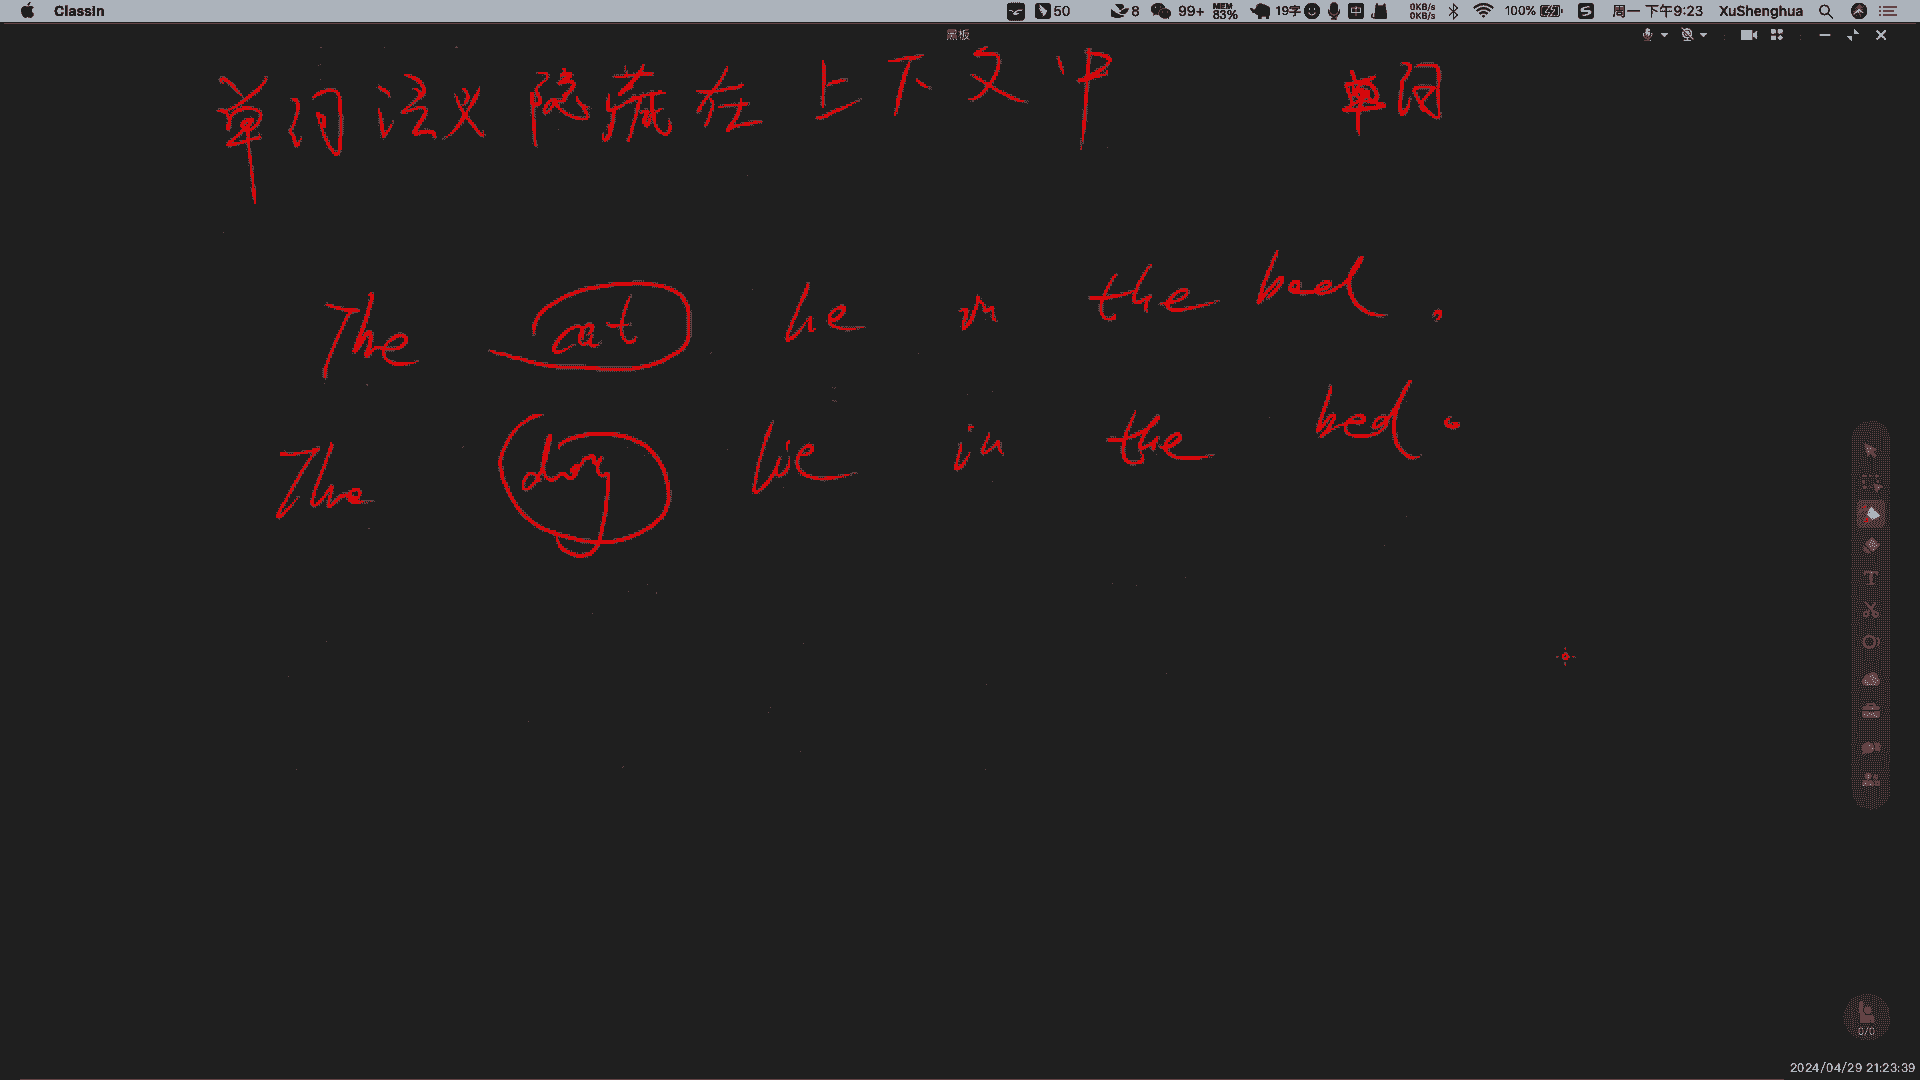 ClassIn 50 8 99+ MEM 83% 19字 中 0KB/s 0KB/s 100% S 周一 下午9:23 XuShenghua
黑板
单词语义隐藏在上下文中 单词
The cat lie in the bed.
The dog lie in the bed.
T
0/0
2024/04/29 21:23:39